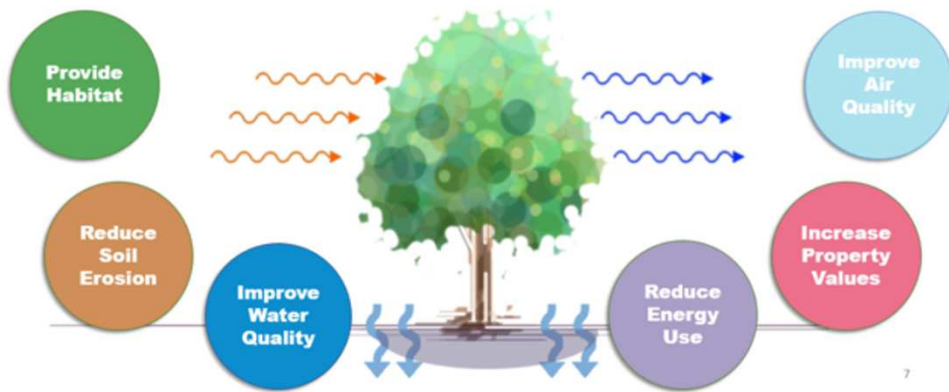 Provide
Habitat
Improve
Air
Quality
Reduce
Soil
Erosion
Increase
Property
Values
Improve
Water
Quality
Reduce
Energy
Use
7